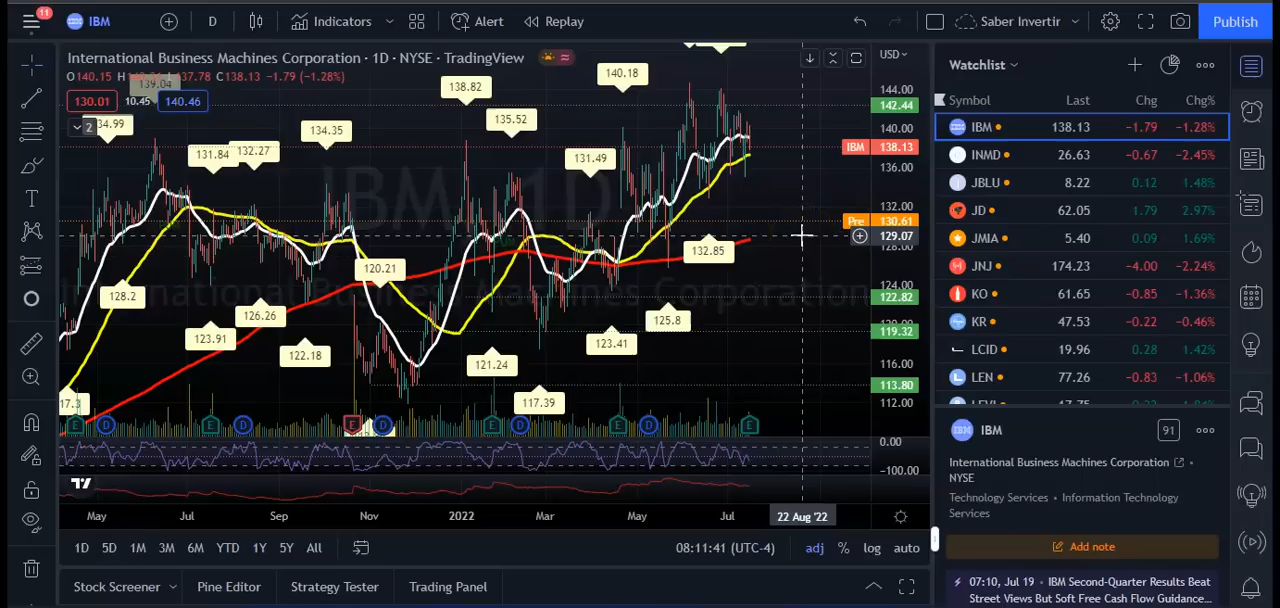 11
IBM
D
Indicators
Alert
Replay
Saber Invertir
Publish
International Business Machines Corporation · 1D · NYSE · TradingView
USD
O140.15
137.78 C138.13 −1.79 (−1.28%)
139.04
130.01 10.45 140.46
2
134.99
131.84
132.27
134.35
138.82
135.52
131.49
140.18
128.2
123.91
126.26
122.18
120.21
121.24
117.39
123.41
125.8
132.85
IBM, 1D
International Business Machines Corporation
144.00
142.44
140.00
IBM 138.13
136.00
132.00
Pre 130.61
129.07
124.00
122.82
119.32
116.00
113.80
112.00
0.00
−100.00
E D E D E D E D E D E
May Jul Sep Nov 2022 Mar May Jul 22 Aug '22
1D 5D 1M 3M 6M YTD 1Y 5Y All
08:11:41 (UTC-4)
adj % log auto
Stock Screener Pine Editor Strategy Tester Trading Panel
Watchlist
Symbol Last Chg Chg%
IBM 138.13 −1.79 −1.28%
INMD 26.63 −0.67 −2.45%
JBLU 8.22 0.12 1.48%
JD 62.05 1.79 2.97%
JMIA 5.40 0.09 1.69%
JNJ 174.23 −4.00 −2.24%
KO 61.65 −0.85 −1.36%
KR 47.53 −0.22 −0.46%
LCID 19.96 0.28 1.42%
LEN 77.26 −0.83 −1.06%
IBM
91
International Business Machines Corporation •
NYSE
Technology Services • Information Technology
Services
Add note
07:10, Jul 19 • IBM Second-Quarter Results Beat
Street Views But Soft Free Cash Flow Guidance...